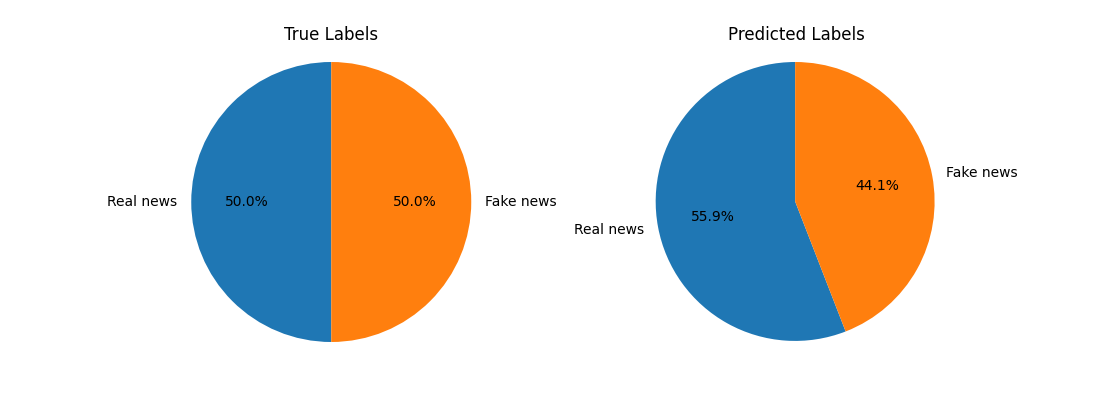 True Labels
Real news
50.0%
50.0%
Fake news
Predicted Labels
Real news
55.9%
44.1%
Fake news